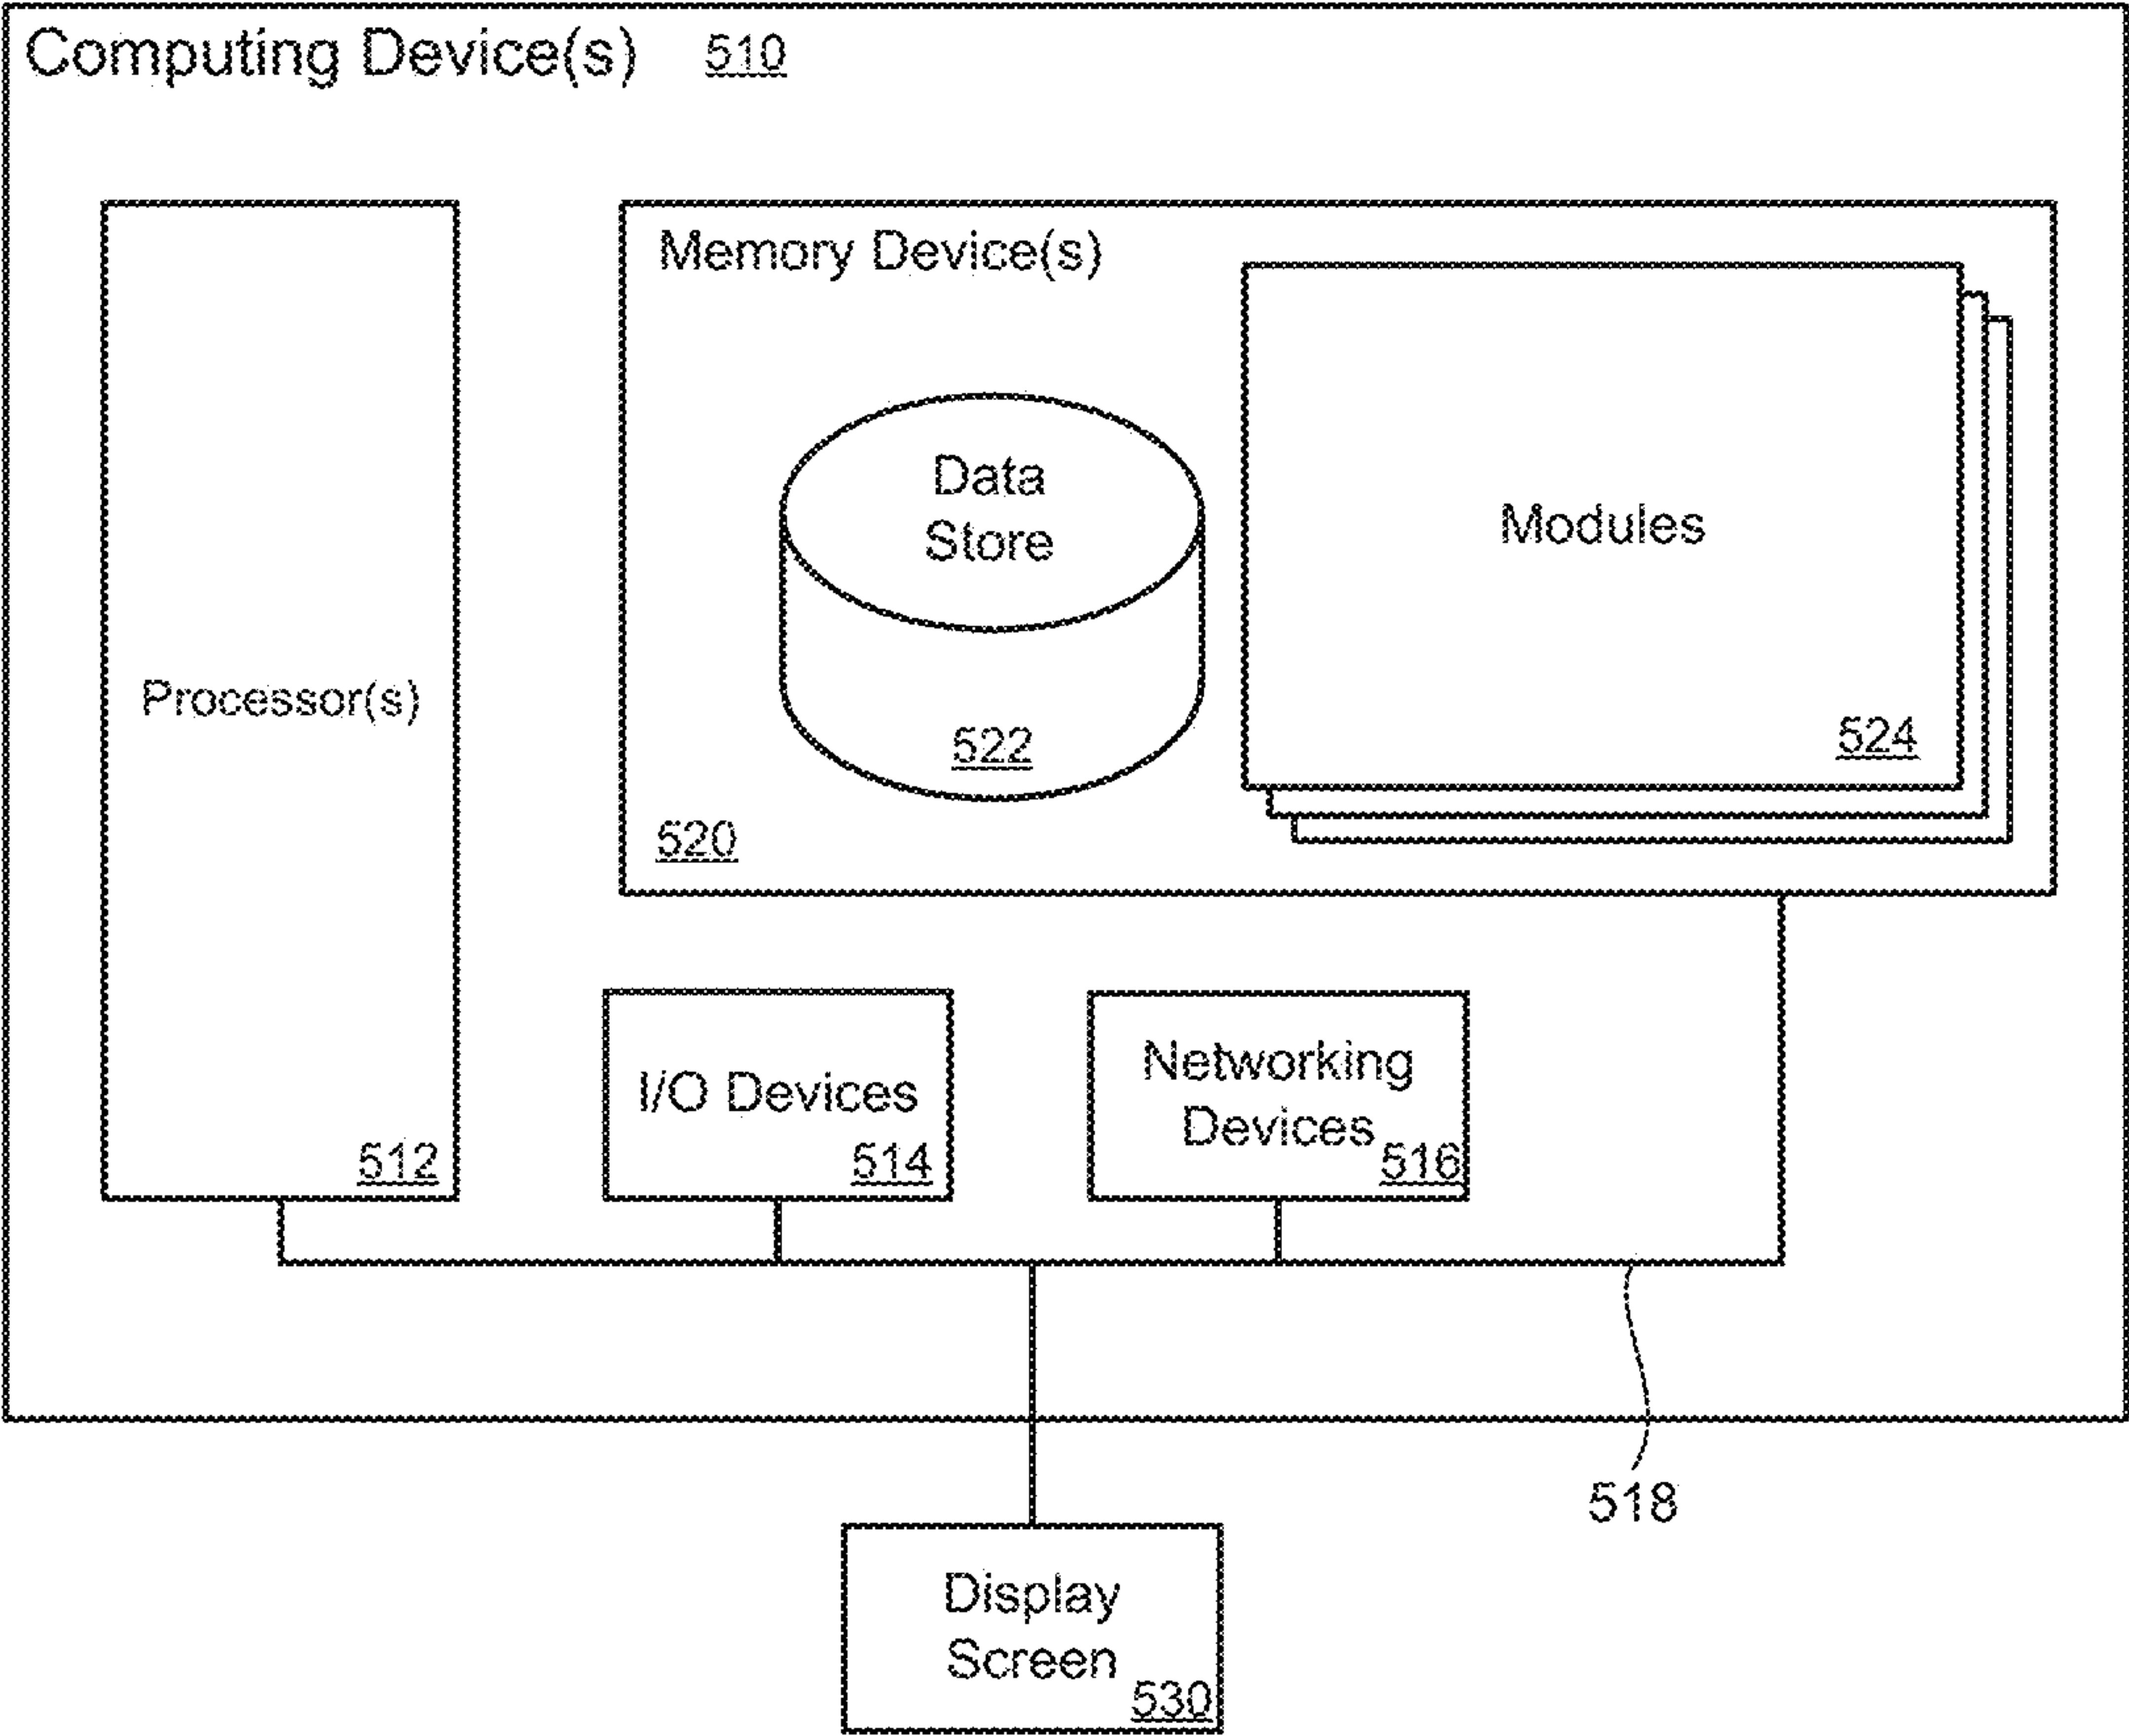 Computing Device(s) 510
Memory Device(s)
Data
Store
522
Modules
524
520
Processor(s)
512
I/O Devices
514
Networking
Devices
516
518
Display
Screen
530